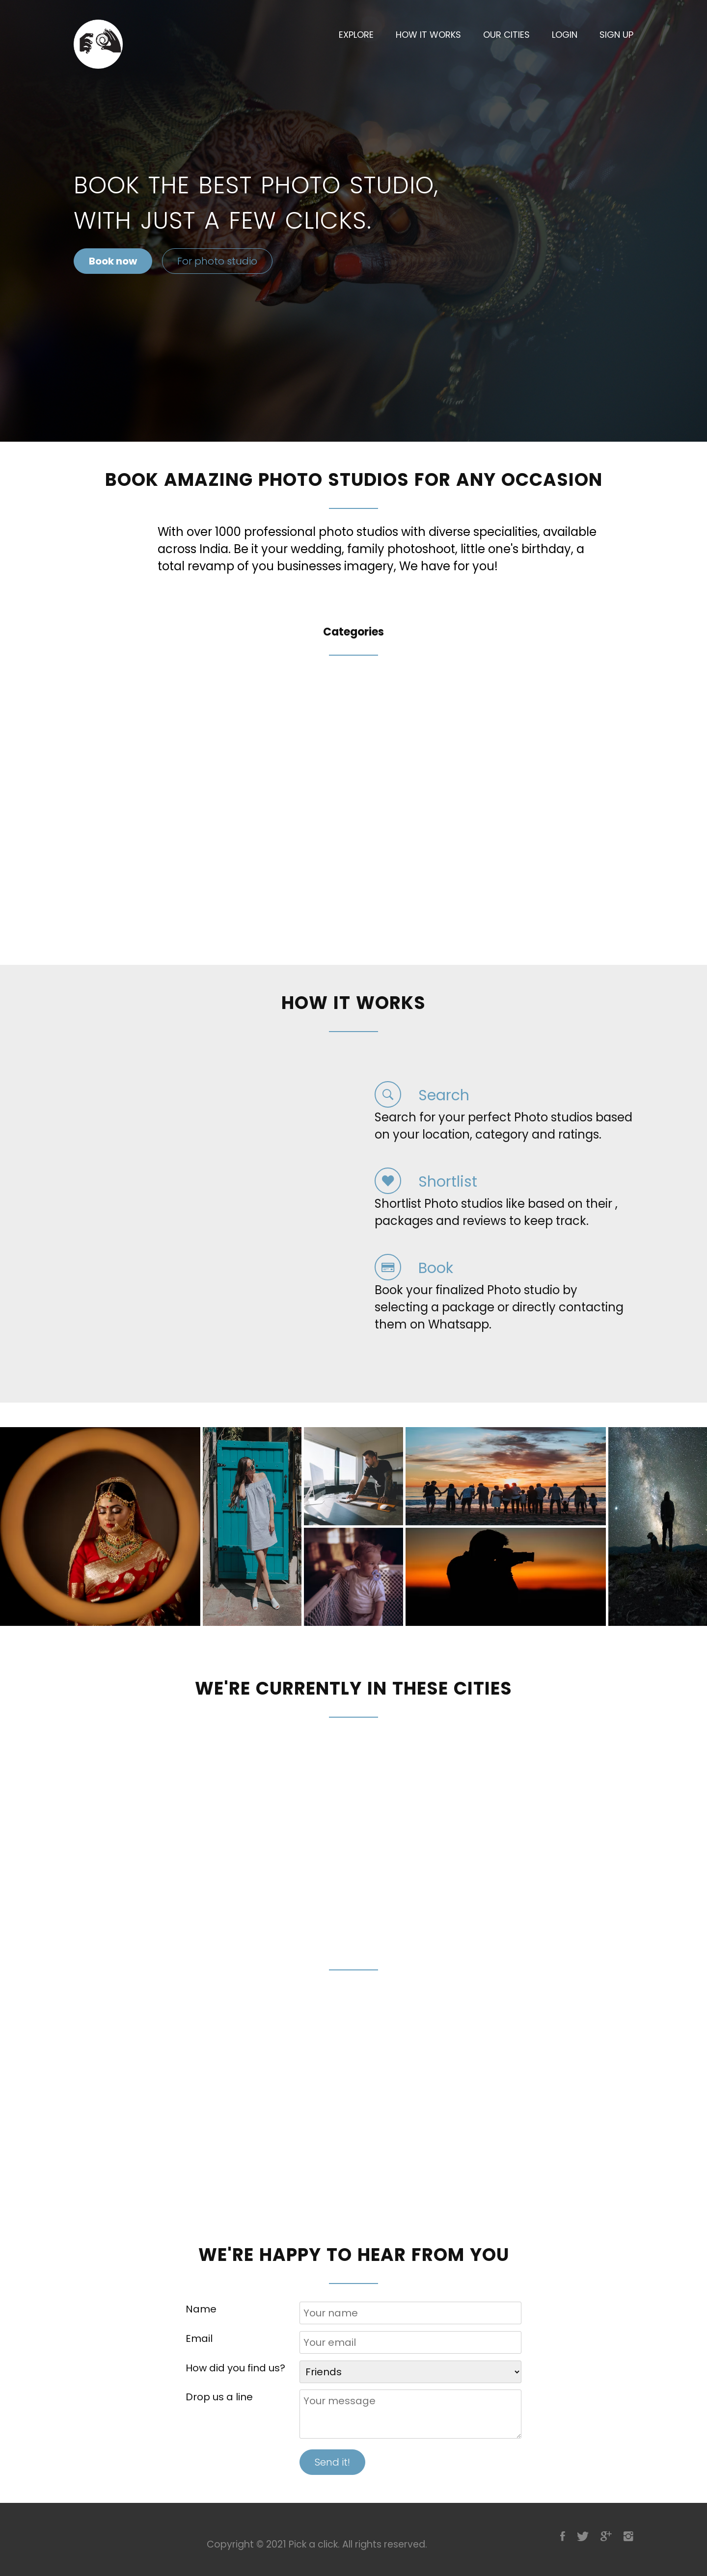 EXPLORE HOW IT WORKS OUR CITIES LOGIN SIGN UP
BOOK THE BEST PHOTO STUDIO,
WITH JUST A FEW CLICKS.
Book now For photo studio
BOOK AMAZING PHOTO STUDIOS FOR ANY OCCASION
With over 1000 professional photo studios with diverse specialities, available
across India. Be it your wedding, family photoshoot, little one's birthday, a
total revamp of you businesses imagery, We have for you!
Categories
HOW IT WORKS
Search
Search for your perfect Photo studios based
on your location, category and ratings.
Shortlist
Shortlist Photo studios like based on their ,
packages and reviews to keep track.
Book
Book your finalized Photo studio by
selecting a package or directly contacting
them on Whatsapp.
WE'RE CURRENTLY IN THESE CITIES
WE'RE HAPPY TO HEAR FROM YOU
Name Your name
Email Your email
How did you find us? Friends
Drop us a line Your message
Send it!
Copyright © 2021 Pick a click. All rights reserved.